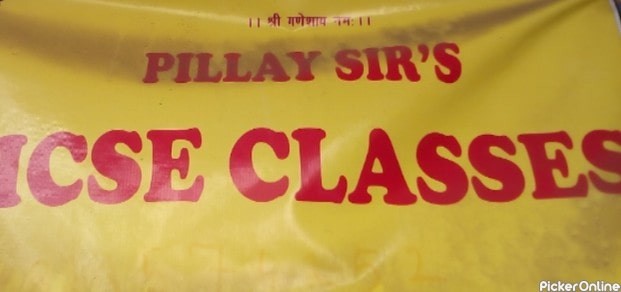 ।। श्री गणेशाय नमः ।।
PILLAY SIR'S
ICSE CLASSES
PickerOnline